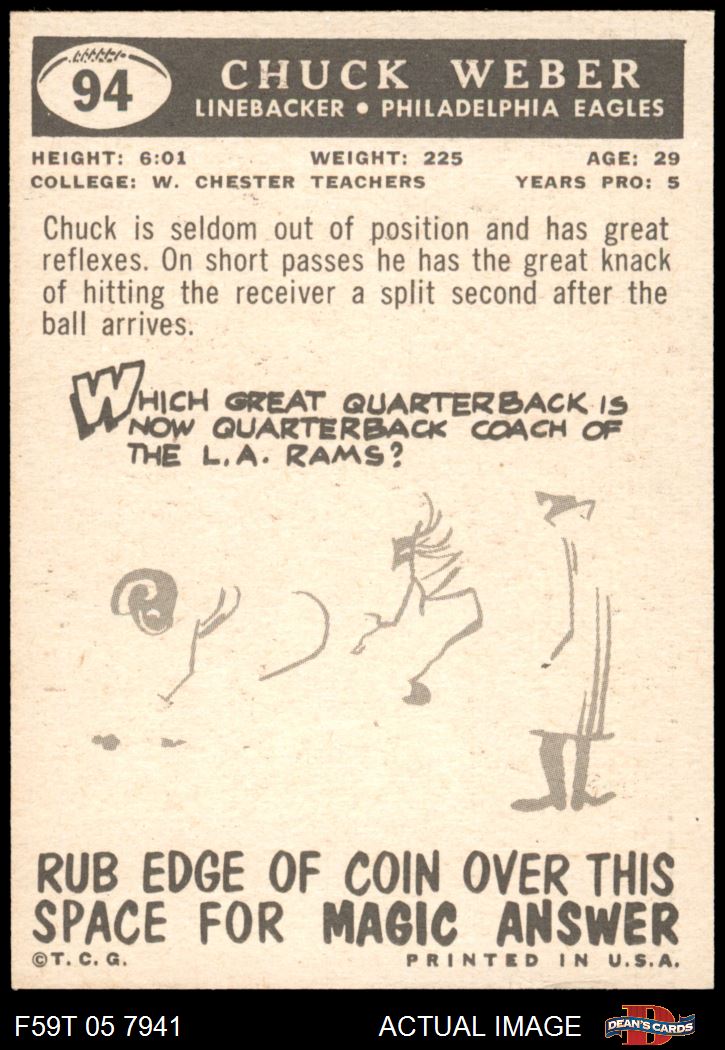 94
CHUCK WEBER
LINEBACKER • PHILADELPHIA EAGLES
HEIGHT: 6:01 WEIGHT: 225 AGE: 29
COLLEGE: W. CHESTER TEACHERS YEARS PRO: 5
Chuck is seldom out of position and has great
reflexes. On short passes he has the great knack
of hitting the receiver a split second after the
ball arrives.
WHICH GREAT QUARTERBACK IS
NOW QUARTERBACK COACH OF
THE L.A. RAMS?
RUB EDGE OF COIN OVER THIS
SPACE FOR MAGIC ANSWER
©T.C.G. PRINTED IN U.S.A.
F59T 05 7941 ACTUAL IMAGE DEAN'S CARDS